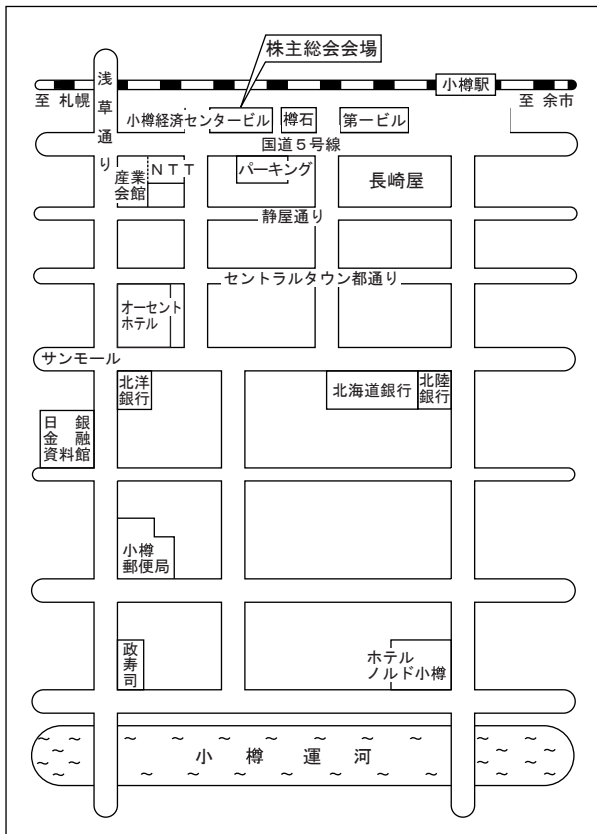 株主総会会場
浅草通り
小樽駅
至 札幌
至 余市
小樽経済センタービル
樽石
第一ビル
国道5号線
産業
会館
NTT
パーキング
長崎屋
静屋通り
セントラルタウン都通り
オーセント
ホテル
サンモール
北洋
銀行
北海道銀行
北陸
銀行
日銀
金融
資料館
小樽
郵便局
政寿司
ホテル
ノルド小樽
小樽運河